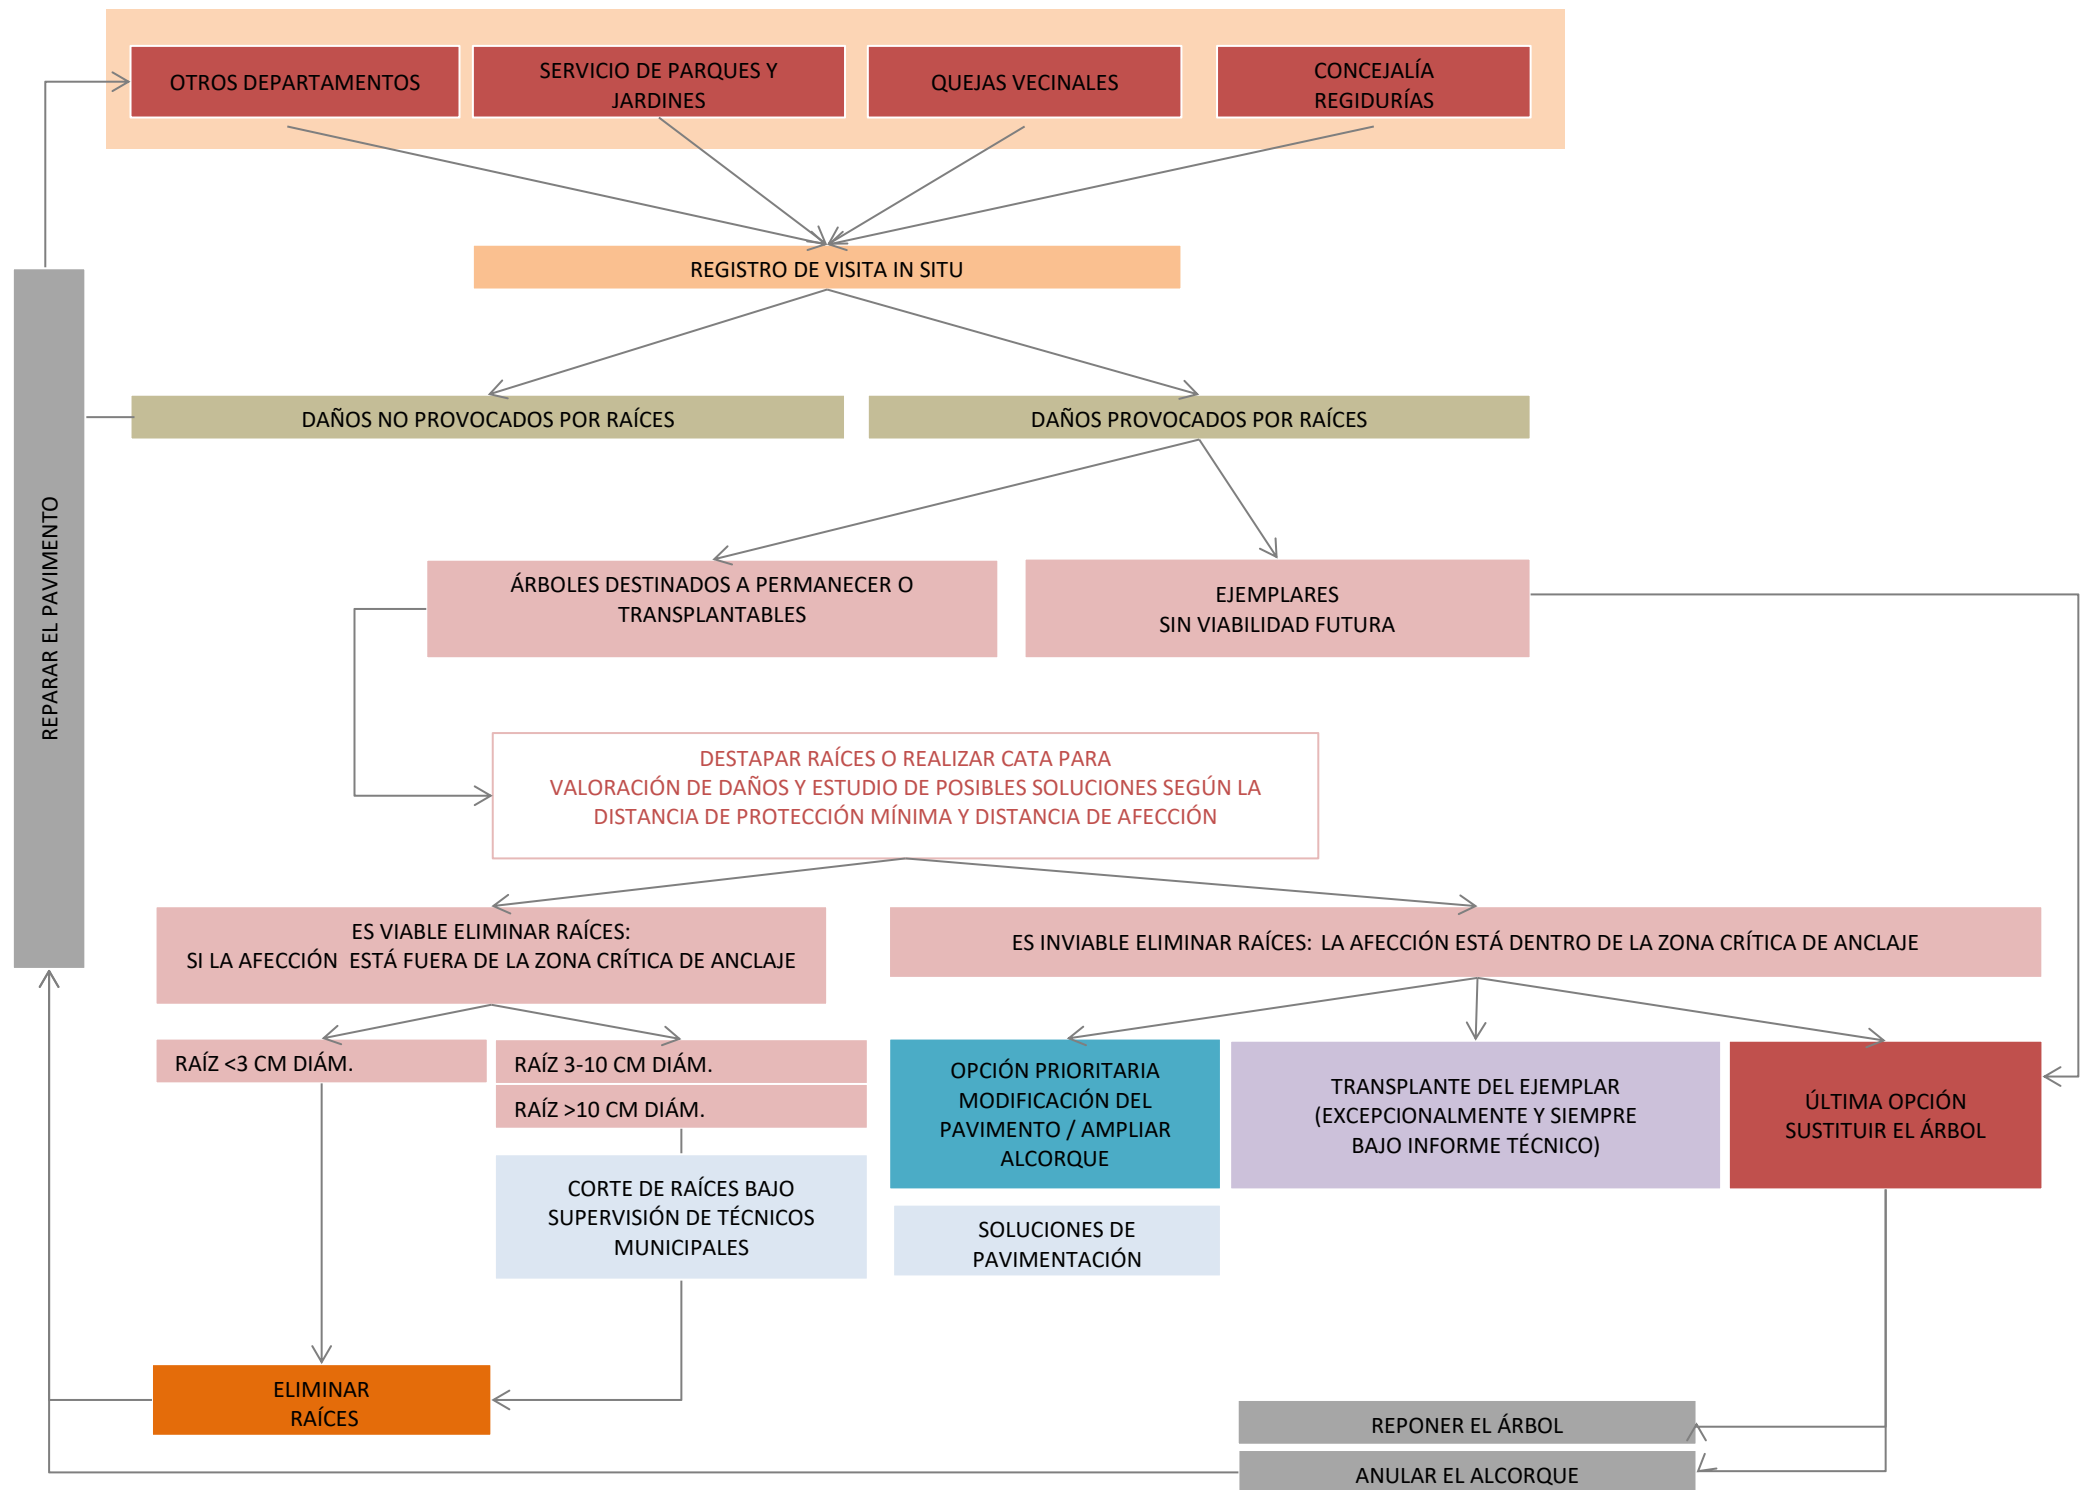 OTROS DEPARTAMENTOS
SERVICIO DE PARQUES Y
JARDINES
QUEJAS VECINALES
CONCEJALÍA
REGIDURÍAS
REGISTRO DE VISITA IN SITU
DAÑOS NO PROVOCADOS POR RAÍCES
DAÑOS PROVOCADOS POR RAÍCES
REPARAR EL PAVIMENTO
ÁRBOLES DESTINADOS A PERMANECER O
TRANSPLANTABLES
EJEMPLARES
SIN VIABILIDAD FUTURA
DESTAPAR RAÍCES O REALIZAR CATA PARA
VALORACIÓN DE DAÑOS Y ESTUDIO DE POSIBLES SOLUCIONES SEGÚN LA
DISTANCIA DE PROTECCIÓN MÍNIMA Y DISTANCIA DE AFECCIÓN
ES VIABLE ELIMINAR RAÍCES:
SI LA AFECCIÓN ESTÁ FUERA DE LA ZONA CRÍTICA DE ANCLAJE
ES INVIABLE ELIMINAR RAÍCES: LA AFECCIÓN ESTÁ DENTRO DE LA ZONA CRÍTICA DE ANCLAJE
RAÍZ <3 CM DIÁM.
RAÍZ 3-10 CM DIÁM.
RAÍZ >10 CM DIÁM.
CORTE DE RAÍCES BAJO
SUPERVISIÓN DE TÉCNICOS
MUNICIPALES
OPCIÓN PRIORITARIA
MODIFICACIÓN DEL
PAVIMENTO / AMPLIAR
ALCORQUE
SOLUCIONES DE
PAVIMENTACIÓN
TRANSPLANTE DEL EJEMPLAR
(EXCEPCIONALMENTE Y SIEMPRE
BAJO INFORME TÉCNICO)
ÚLTIMA OPCIÓN
SUSTITUIR EL ÁRBOL
ELIMINAR
RAÍCES
REPONER EL ÁRBOL
ANULAR EL ALCORQUE